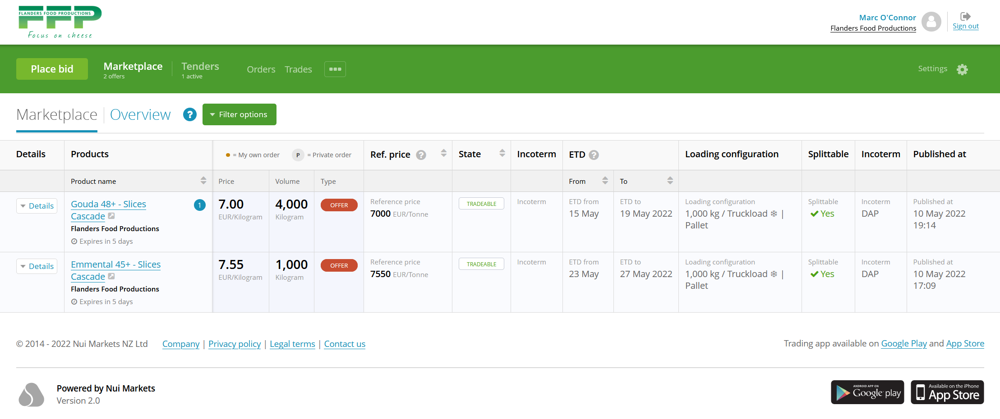 FLANDERS FOOD PRODUCTIONS
FFP
Focus on cheese
Marc O'Connor
Flanders Food Productions
Sign out
Place bid
Marketplace
2 offers
Tenders
1 active
Orders
Trades
Settings
Marketplace
Overview
?
Filter options
Details
Products
= My own order
P = Private order
Ref. price ?
State
Incoterm
ETD ?
Loading configuration
Splittable
Incoterm
Published at
Product name
Price
Volume
Type
From
To
Details
Gouda 48+ - Slices
Cascade
1
Flanders Food Productions
Expires in 5 days
7.00
EUR/Kilogram
4,000
Kilogram
OFFER
Reference price
7000 EUR/Tonne
TRADEABLE
Incoterm
ETD from
15 May
ETD to
19 May 2022
Loading configuration
1,000 kg / Truckload ❄ |
Pallet
Splittable
Yes
Incoterm
DAP
Published at
10 May 2022
19:14
Details
Emmental 45+ - Slices
Cascade
Flanders Food Productions
Expires in 5 days
7.55
EUR/Kilogram
1,000
Kilogram
OFFER
Reference price
7550 EUR/Tonne
TRADEABLE
Incoterm
ETD from
23 May
ETD to
27 May 2022
Loading configuration
1,000 kg / Truckload ❄ |
Pallet
Splittable
Yes
Incoterm
DAP
Published at
10 May 2022
17:09
© 2014 - 2022 Nui Markets NZ Ltd
Company | Privacy policy | Legal terms | Contact us
Trading app available on Google Play and App Store
Powered by Nui Markets
Version 2.0
ANDROID APP ON
Google play
Available on the iPhone
App Store